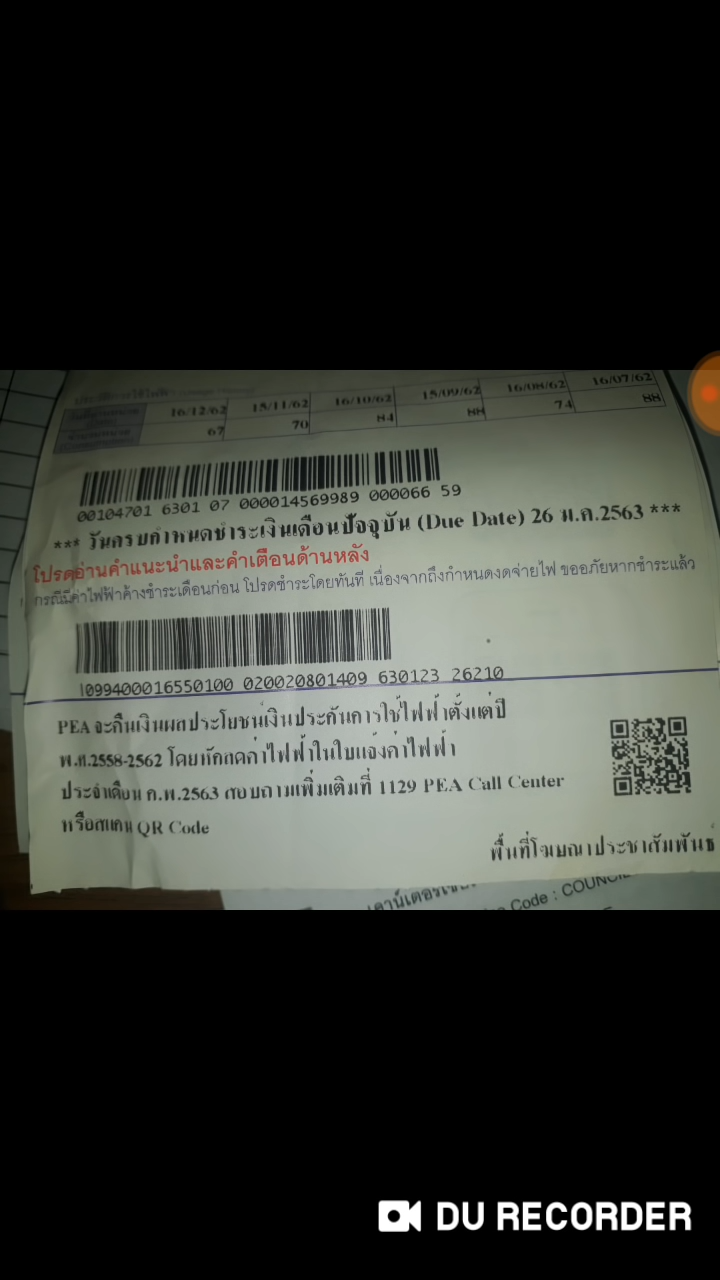 16/12/62 15/11/62 16/10/62 15/09/62 16/08/62 16/07/62
67 70 84 88 74 88
00104701 6301 07 000014569989 000066 59
*** วันครบกำหนดชำระเงินเดือนปัจจุบัน (Due Date) 26 ม.ค.2563 ***
โปรดอ่านคำแนะนำและคำเตือนด้านหลัง
กรณีมีค่าไฟฟ้าค้างชำระเดือนก่อน โปรดชำระโดยทันที เนื่องจากถึงกำหนดงดจ่ายไฟ ขออภัยหากชำระแล้ว
|099400016550100 020020801409 630123 26210
PEA จะคืนเงินผลประโยชน์เงินประกันการใช้ไฟฟ้าตั้งแต่ปี
พ.ศ.2558-2562 โดยหักลดค่าไฟฟ้าในใบแจ้งค่าไฟฟ้า
ประจำเดือน ก.พ.2563 สอบถามเพิ่มเติมที่ 1129 PEA Call Center
หรือสแกน QR Code
พื้นที่โฆษณาประชาสัมพันธ์
Code : COUNCIL
DU RECORDER